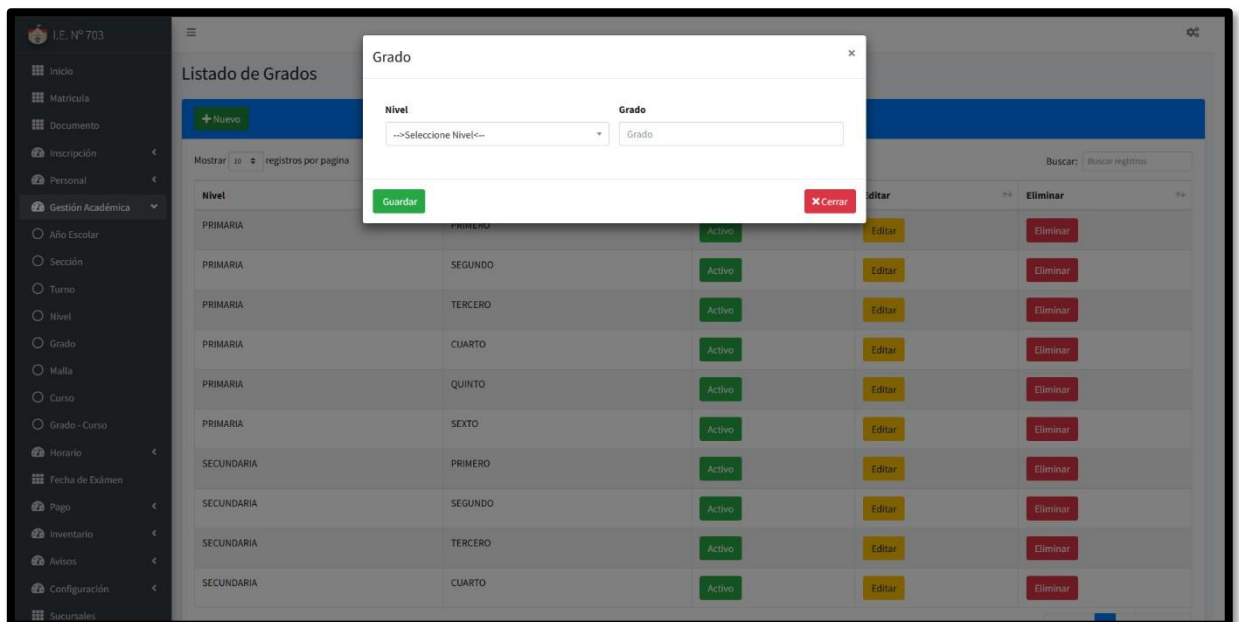 I.E. Nº 703
Inicio
Matricula
Documento
Inscripción
Personal
Gestión Académica
Año Escolar
Sección
Turno
Nivel
Grado
Malla
Curso
Grado - Curso
Horario
Fecha de Exámen
Pago
Inventario
Avisos
Configuración
Sucursales
Listado de Grados
+ Nuevo
Mostrar 10 registros por pagina
Buscar: Buscar registros
Grado ×
Nivel Grado
-->Seleccione Nivel<-- Grado
Guardar × Cerrar
Nivel Editar Eliminar
PRIMARIA PRIMERO Activo Editar Eliminar
PRIMARIA SEGUNDO Activo Editar Eliminar
PRIMARIA TERCERO Activo Editar Eliminar
PRIMARIA CUARTO Activo Editar Eliminar
PRIMARIA QUINTO Activo Editar Eliminar
PRIMARIA SEXTO Activo Editar Eliminar
SECUNDARIA PRIMERO Activo Editar Eliminar
SECUNDARIA SEGUNDO Activo Editar Eliminar
SECUNDARIA TERCERO Activo Editar Eliminar
SECUNDARIA CUARTO Activo Editar Eliminar